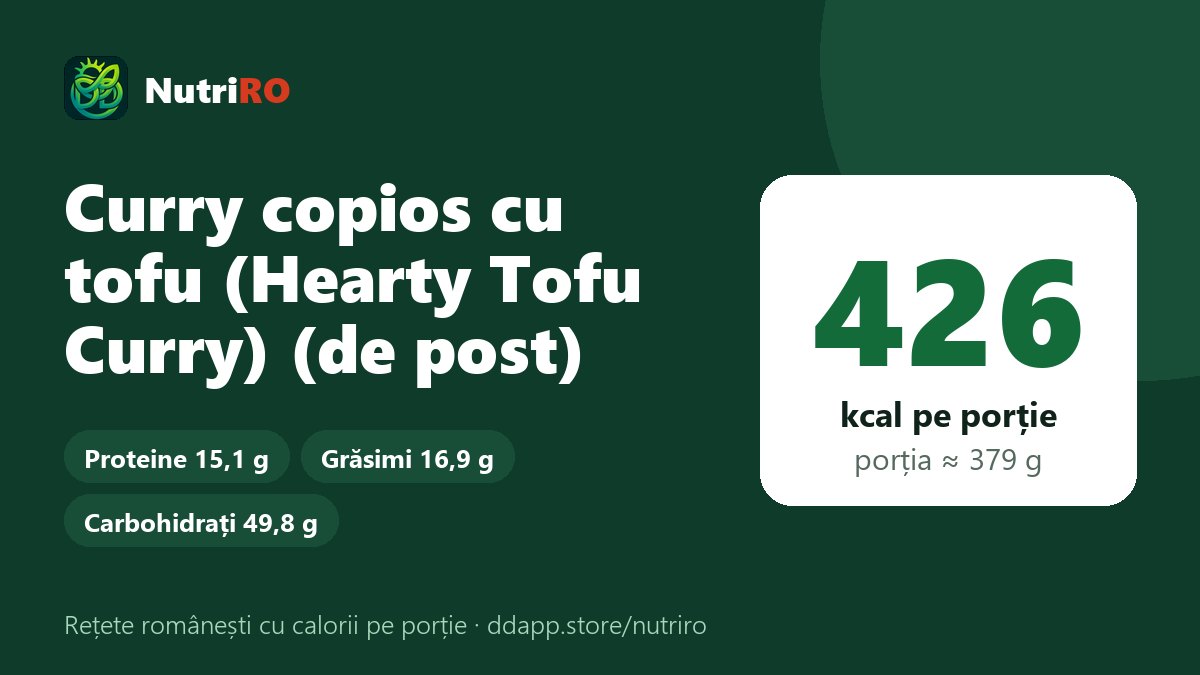 NutriRO
Curry copios cu
tofu (Hearty Tofu
Curry) (de post)
Proteine 15,1 g
Grăsimi 16,9 g
Carbohidrați 49,8 g
426
kcal pe porție
porția ≈ 379 g
Rețete românești cu calorii pe porție · ddapp.store/nutriro